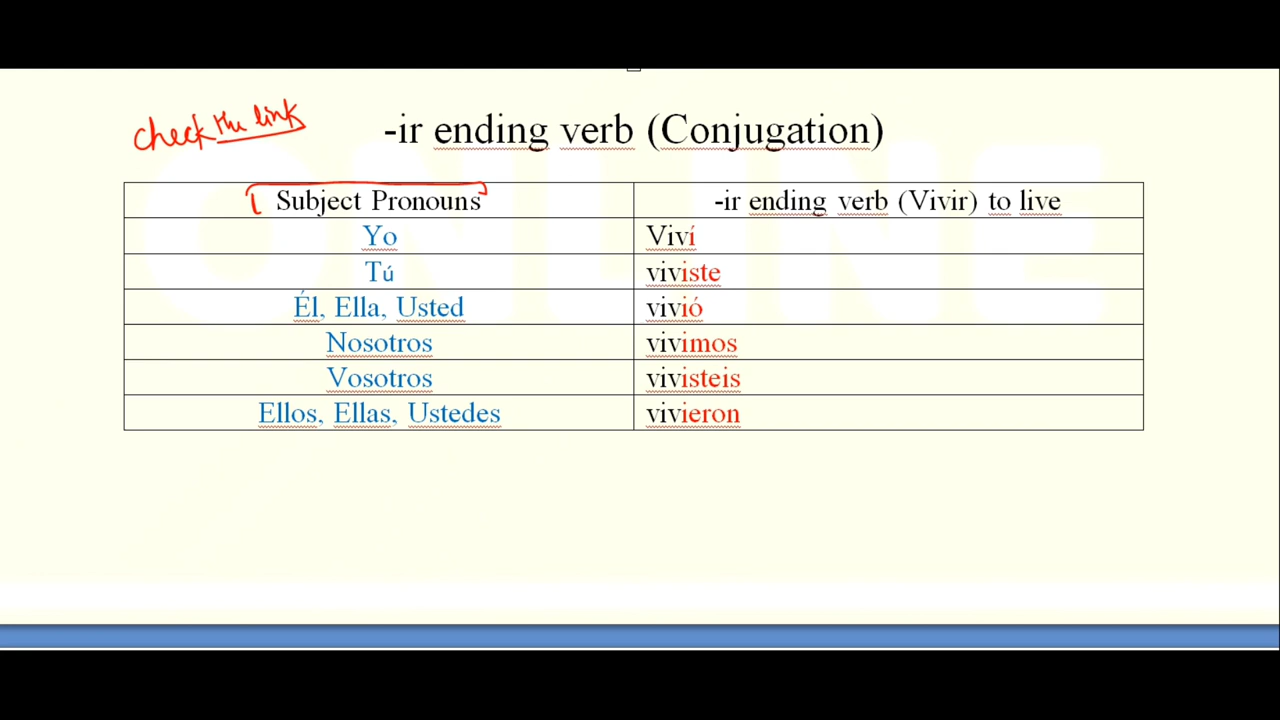 check the link
-ir ending verb (Conjugation)
Subject Pronouns -ir ending verb (Vivir) to live
Yo Viví
Tú viviste
Él, Ella, Usted vivió
Nosotros vivimos
Vosotros vivisteis
Ellos, Ellas, Ustedes vivieron
ONLINE